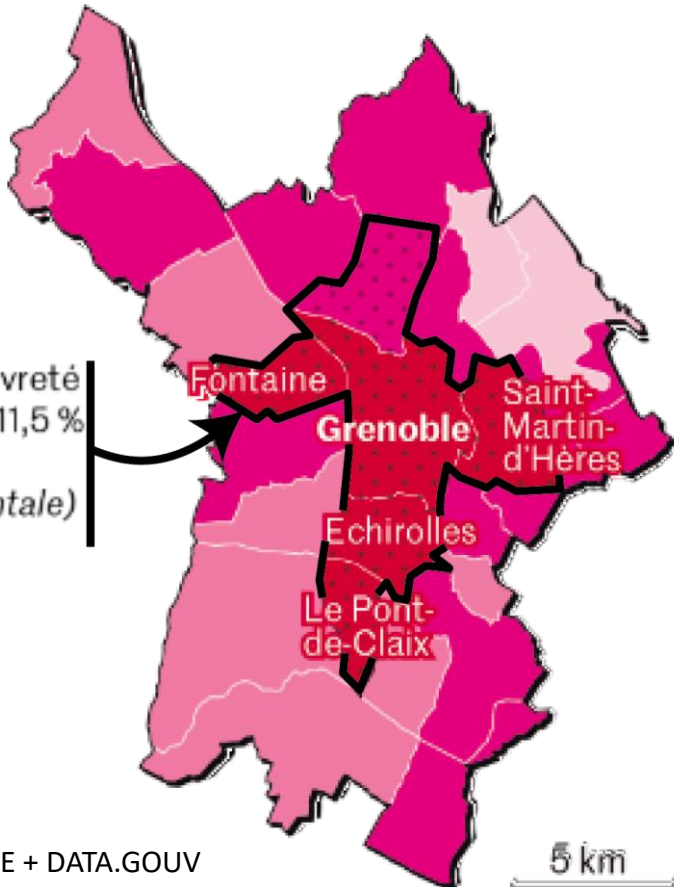 vreté
11,5 %
ntale)
Fontaine
Grenoble
Saint-
Martin-
d'Hères
Echirolles
Le Pont-
de-Claix
E + DATA.GOUV
5 km